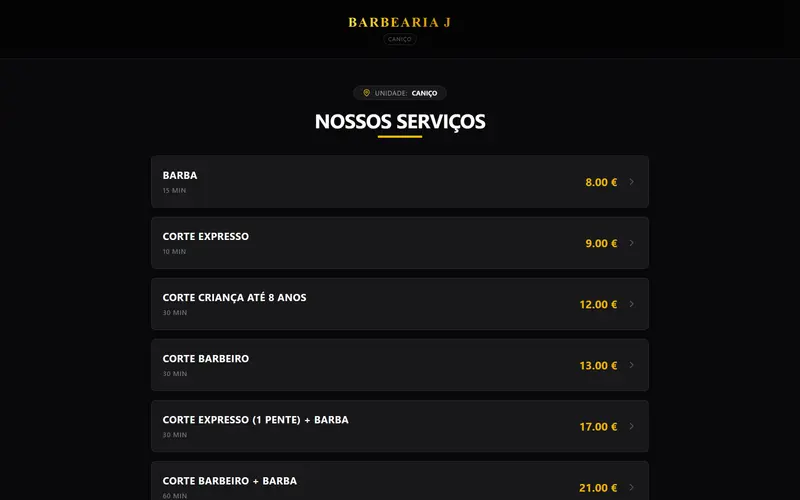 BARBEARIA J
CANIÇO
UNIDADE: CANIÇO
NOSSOS SERVIÇOS
BARBA
15 MIN
8.00 €
CORTE EXPRESSO
10 MIN
9.00 €
CORTE CRIANÇA ATÉ 8 ANOS
30 MIN
12.00 €
CORTE BARBEIRO
30 MIN
13.00 €
CORTE EXPRESSO (1 PENTE) + BARBA
30 MIN
17.00 €
CORTE BARBEIRO + BARBA
60 MIN
21.00 €